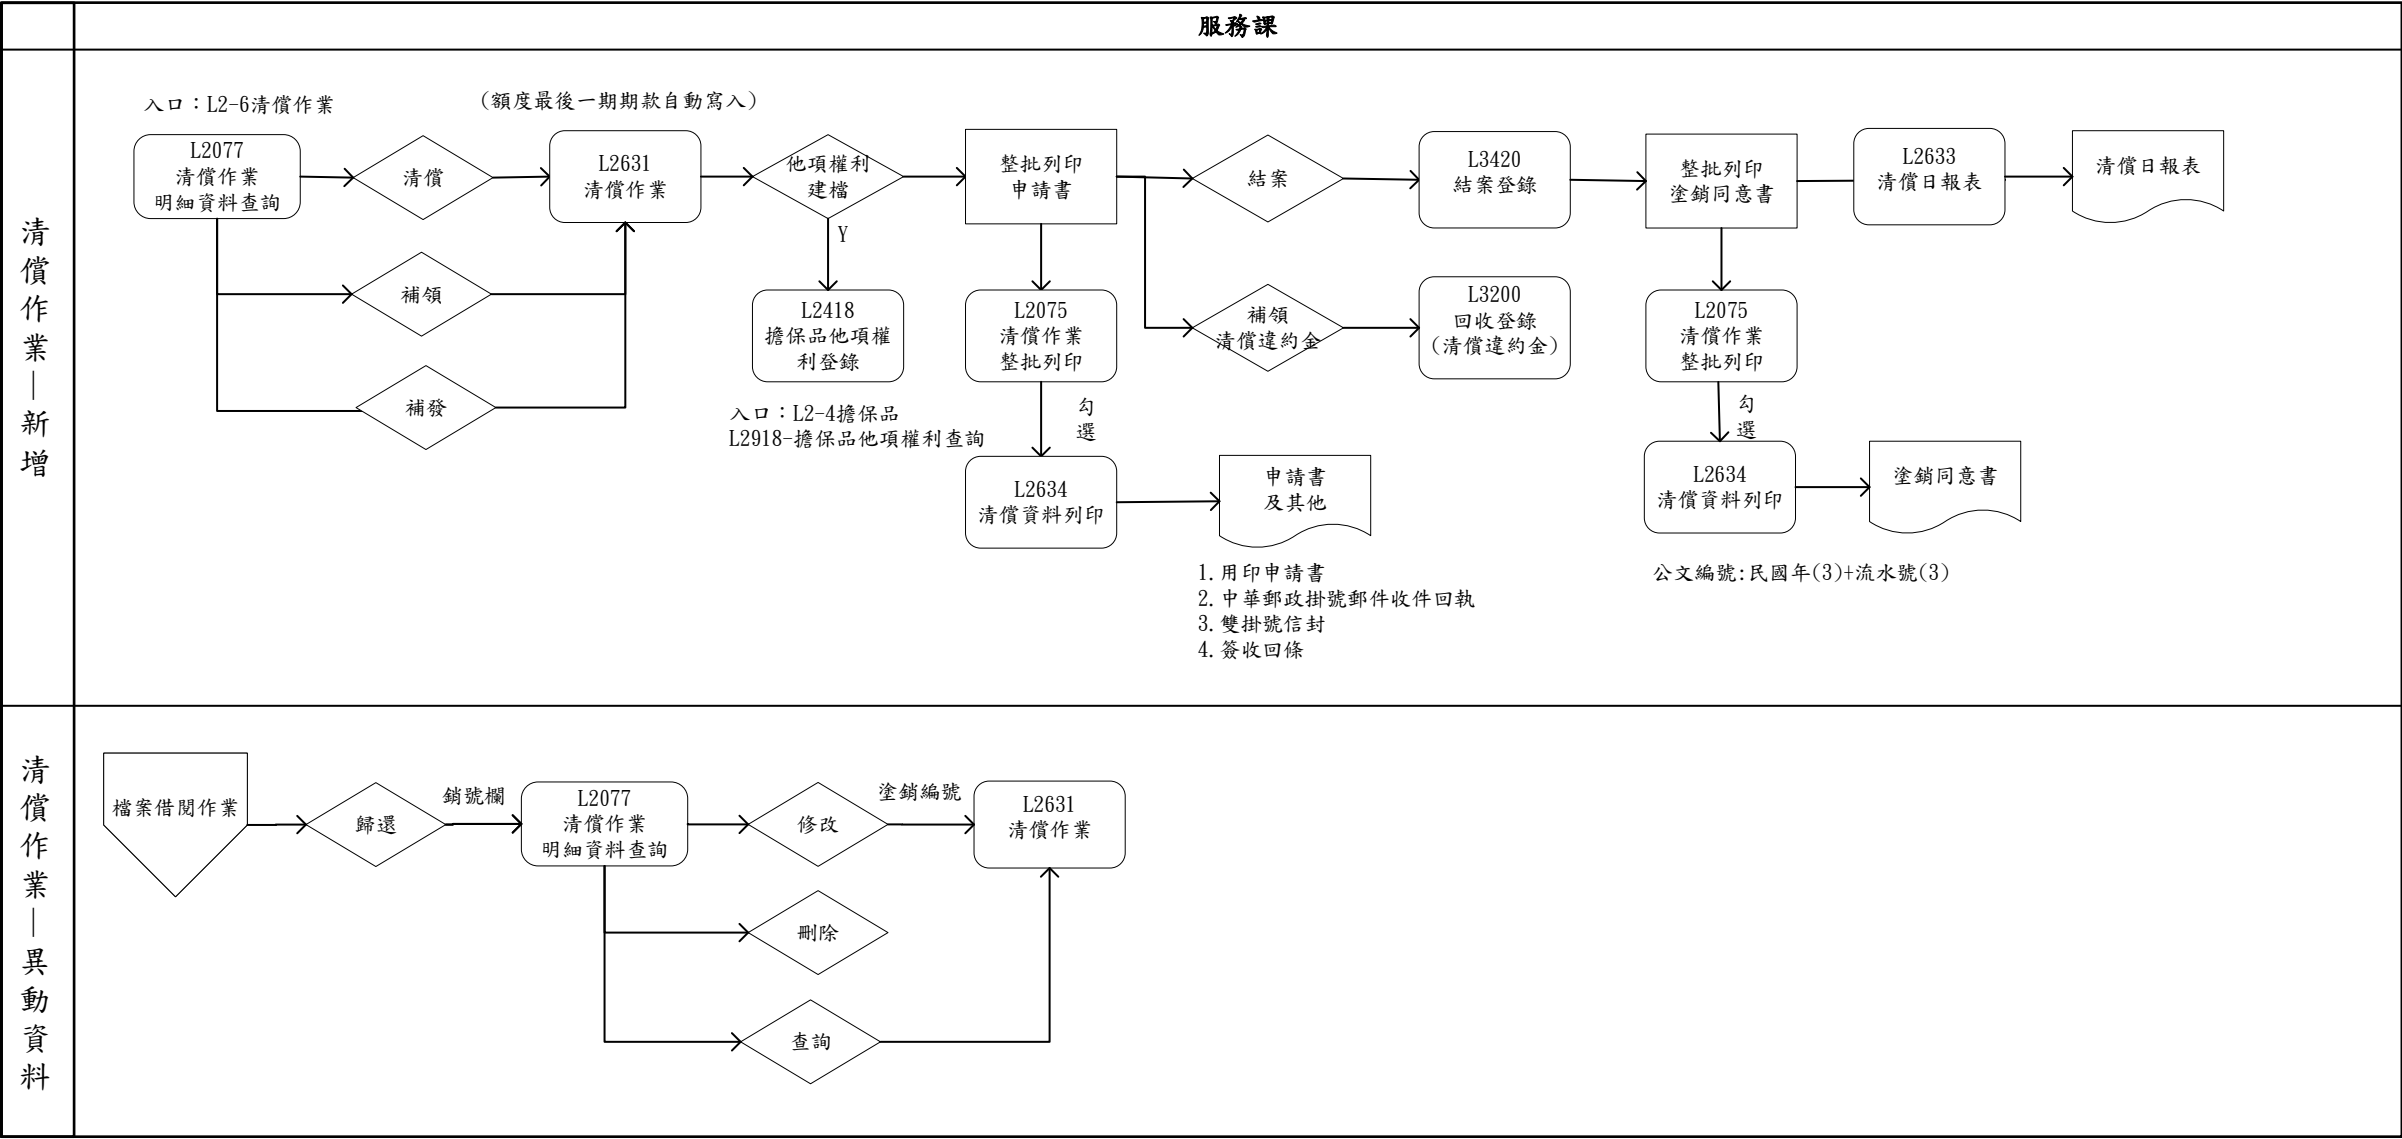 服務課
清償作業—新增
入口：L2-6清償作業
（額度最後一期期款自動寫入）
L2077
清償作業
明細資料查詢
清償
補領
補發
L2631
清償作業
他項權利
建檔
Y
L2418
擔保品他項權
利登錄
入口：L2-4擔保品
L2918-擔保品他項權利查詢
整批列印
申請書
L2075
清償作業
整批列印
勾
選
L2634
清償資料列印
申請書
及其他
1.用印申請書
2.中華郵政掛號郵件收件回執
3.雙掛號信封
4.簽收回條
結案
補領
清償違約金
L3420
結案登錄
L3200
回收登錄
（清償違約金）
整批列印
塗銷同意書
L2075
清償作業
整批列印
勾
選
L2634
清償資料列印
塗銷同意書
公文編號:民國年(3)+流水號(3)
L2633
清償日報表
清償日報表
清償作業—異動資料
檔案借閱作業
歸還
銷號欄
L2077
清償作業
明細資料查詢
修改
塗銷編號
L2631
清償作業
刪除
查詢